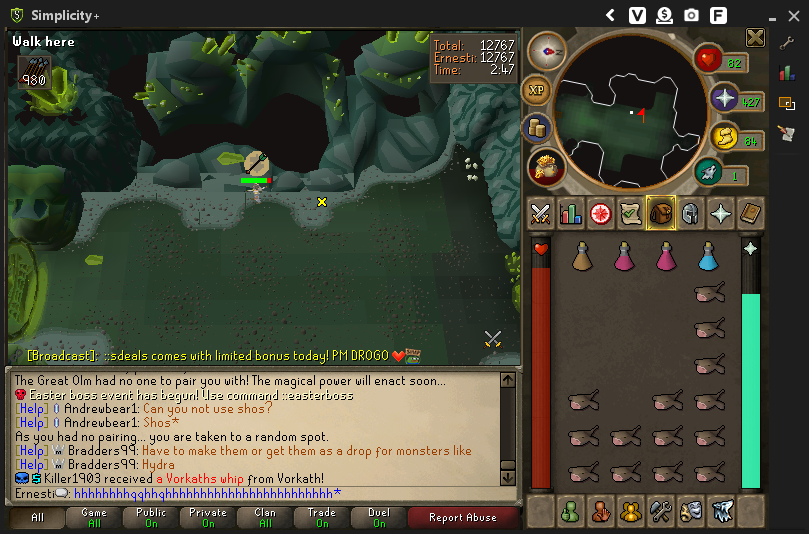 Simplicity+
V
F
Walk here
980
Total: 12767
Ernesti: 12767
Time: 2:47
XP
82
427
84
1
[Broadcast]: ::sdeals comes with limited bonus today! PM DROGO
The Great Olm had no one to pair you with! The magical power will enact soon...
Easter boss event has begun! Use command ::easterboss
[Help] Andrewbear1: Can you not use shos?
[Help] Andrewbear1: Shos*
As you had no pairing... you are taken to a random spot.
[Help] Bradders99: Have to make them or get them as a drop for monsters like
[Help] Bradders99: Hydra
Killer1903 received a Vorkaths whip from Vorkath!
All
Game
All
Public
On
Private
On
Clan
All
Trade
On
Duel
On
Report Abuse